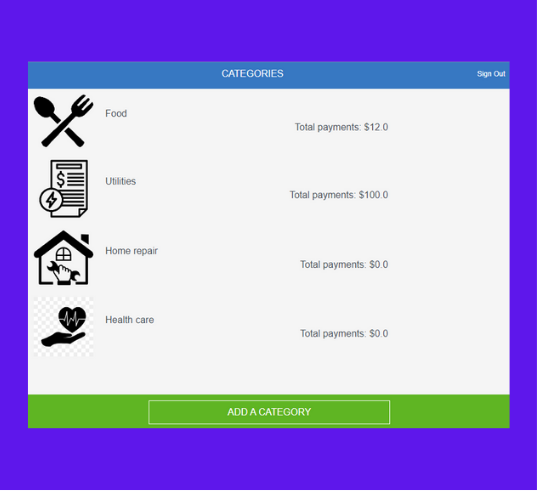 CATEGORIES
Sign Out
Food
Total payments: $12.0
$
Utilities
Total payments: $100.0
Home repair
Total payments: $0.0
Health care
Total payments: $0.0
ADD A CATEGORY